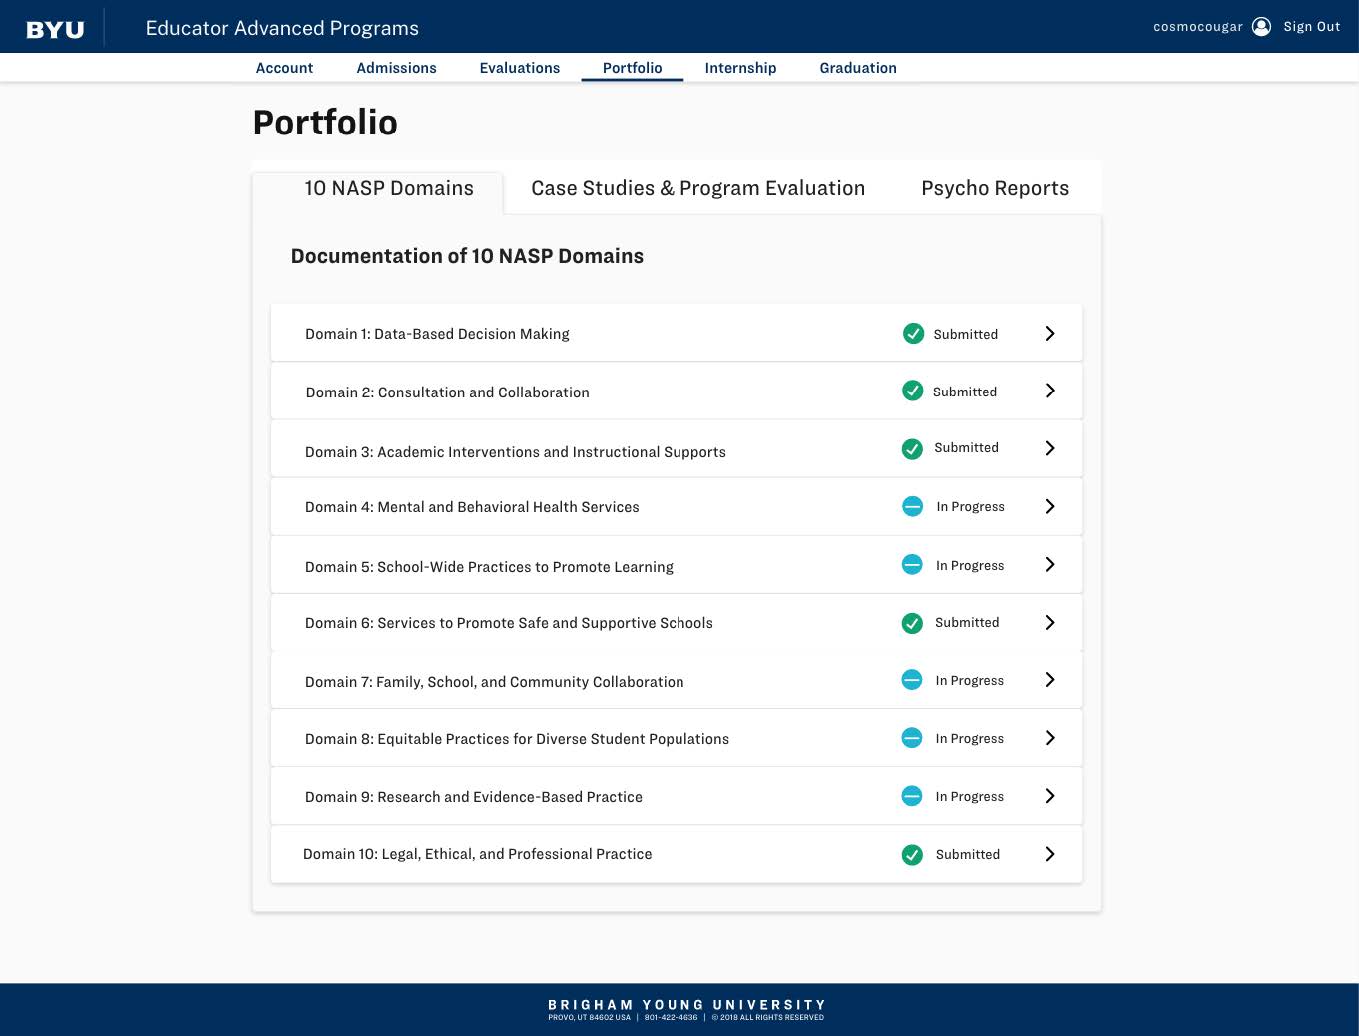 BYU Educator Advanced Programs cosmocougar Sign Out
Account Admissions Evaluations Portfolio Internship Graduation
Portfolio
10 NASP Domains Case Studies & Program Evaluation Psycho Reports
Documentation of 10 NASP Domains
Domain 1: Data-Based Decision Making Submitted
Domain 2: Consultation and Collaboration Submitted
Domain 3: Academic Interventions and Instructional Supports Submitted
Domain 4: Mental and Behavioral Health Services In Progress
Domain 5: School-Wide Practices to Promote Learning In Progress
Domain 6: Services to Promote Safe and Supportive Schools Submitted
Domain 7: Family, School, and Community Collaboration In Progress
Domain 8: Equitable Practices for Diverse Student Populations In Progress
Domain 9: Research and Evidence-Based Practice In Progress
Domain 10: Legal, Ethical, and Professional Practice Submitted
BRIGHAM YOUNG UNIVERSITY
PROVO, UT 84602 USA | 801-422-4636 | © 2018 ALL RIGHTS RESERVED